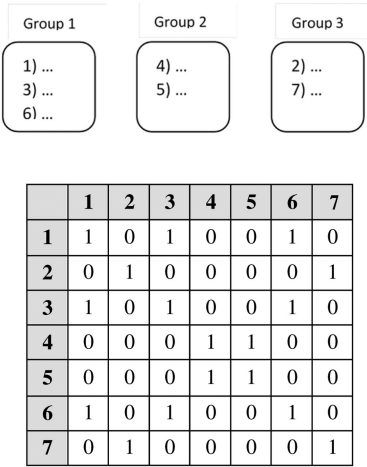 Group 1 Group 2 Group 3
1) ... 4) ... 2) ...
3) ... 5) ... 7) ...
6) ...
1 2 3 4 5 6 7
1 1 0 1 0 0 1 0
2 0 1 0 0 0 0 1
3 1 0 1 0 0 1 0
4 0 0 0 1 1 0 0
5 0 0 0 1 1 0 0
6 1 0 1 0 0 1 0
7 0 1 0 0 0 0 1